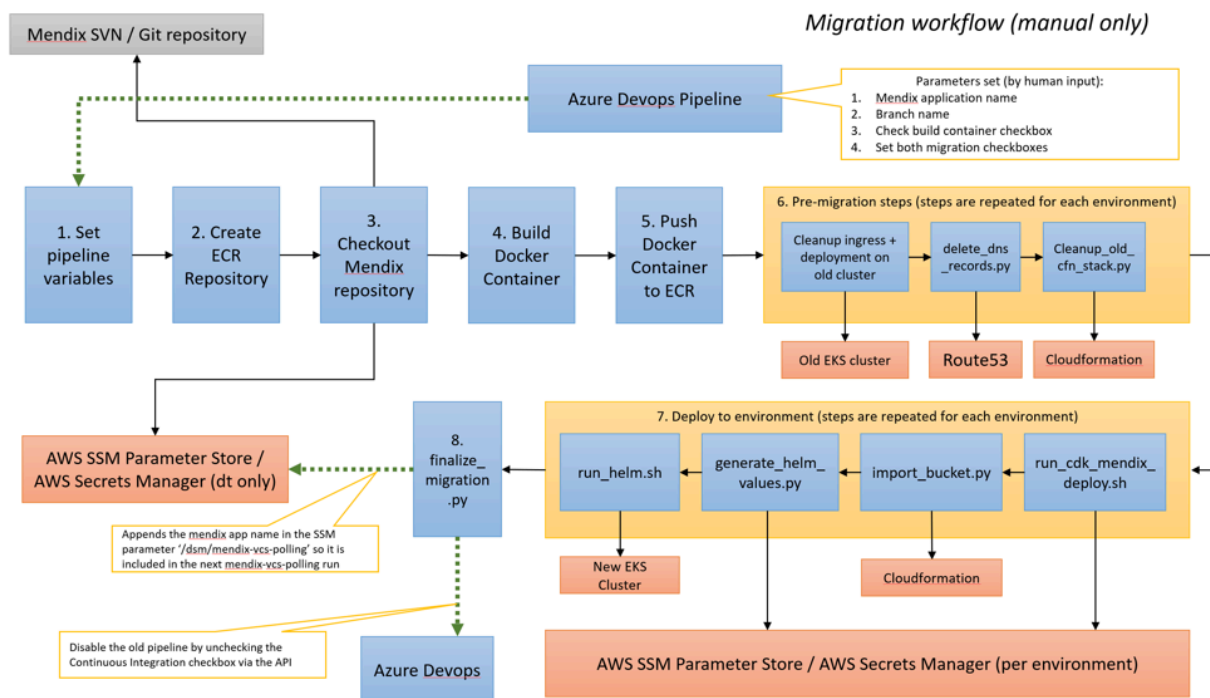 Mendix SVN / Git repository
Migration workflow (manual only)
Azure Devops Pipeline
Parameters set (by human input):
1. Mendix application name
2. Branch name
3. Check build container checkbox
4. Set both migration checkboxes
1. Set
pipeline
variables
2. Create
ECR
Repository
3.
Checkout
Mendix
repository
4. Build
Docker
Container
5. Push
Docker
Container
to ECR
6. Pre-migration steps (steps are repeated for each environment)
Cleanup ingress +
deployment on
old cluster
delete_dns
_records.py
Cleanup_old_
cfn_stack.py
Old EKS cluster
Route53
Cloudformation
7. Deploy to environment (steps are repeated for each environment)
run_helm.sh
generate_helm_
values.py
import_bucket.py
run_cdk_mendix_
deploy.sh
New EKS
Cluster
Cloudformation
AWS SSM Parameter Store / AWS Secrets Manager (per environment)
8.
finalize_
migration
.py
AWS SSM Parameter Store /
AWS Secrets Manager (dt only)
Appends the mendix app name in the SSM
parameter '/dsm/mendix-vcs-polling' so it is
included in the next mendix-vcs-polling run
Disable the old pipeline by unchecking the
Continuous Integration checkbox via the API
Azure Devops